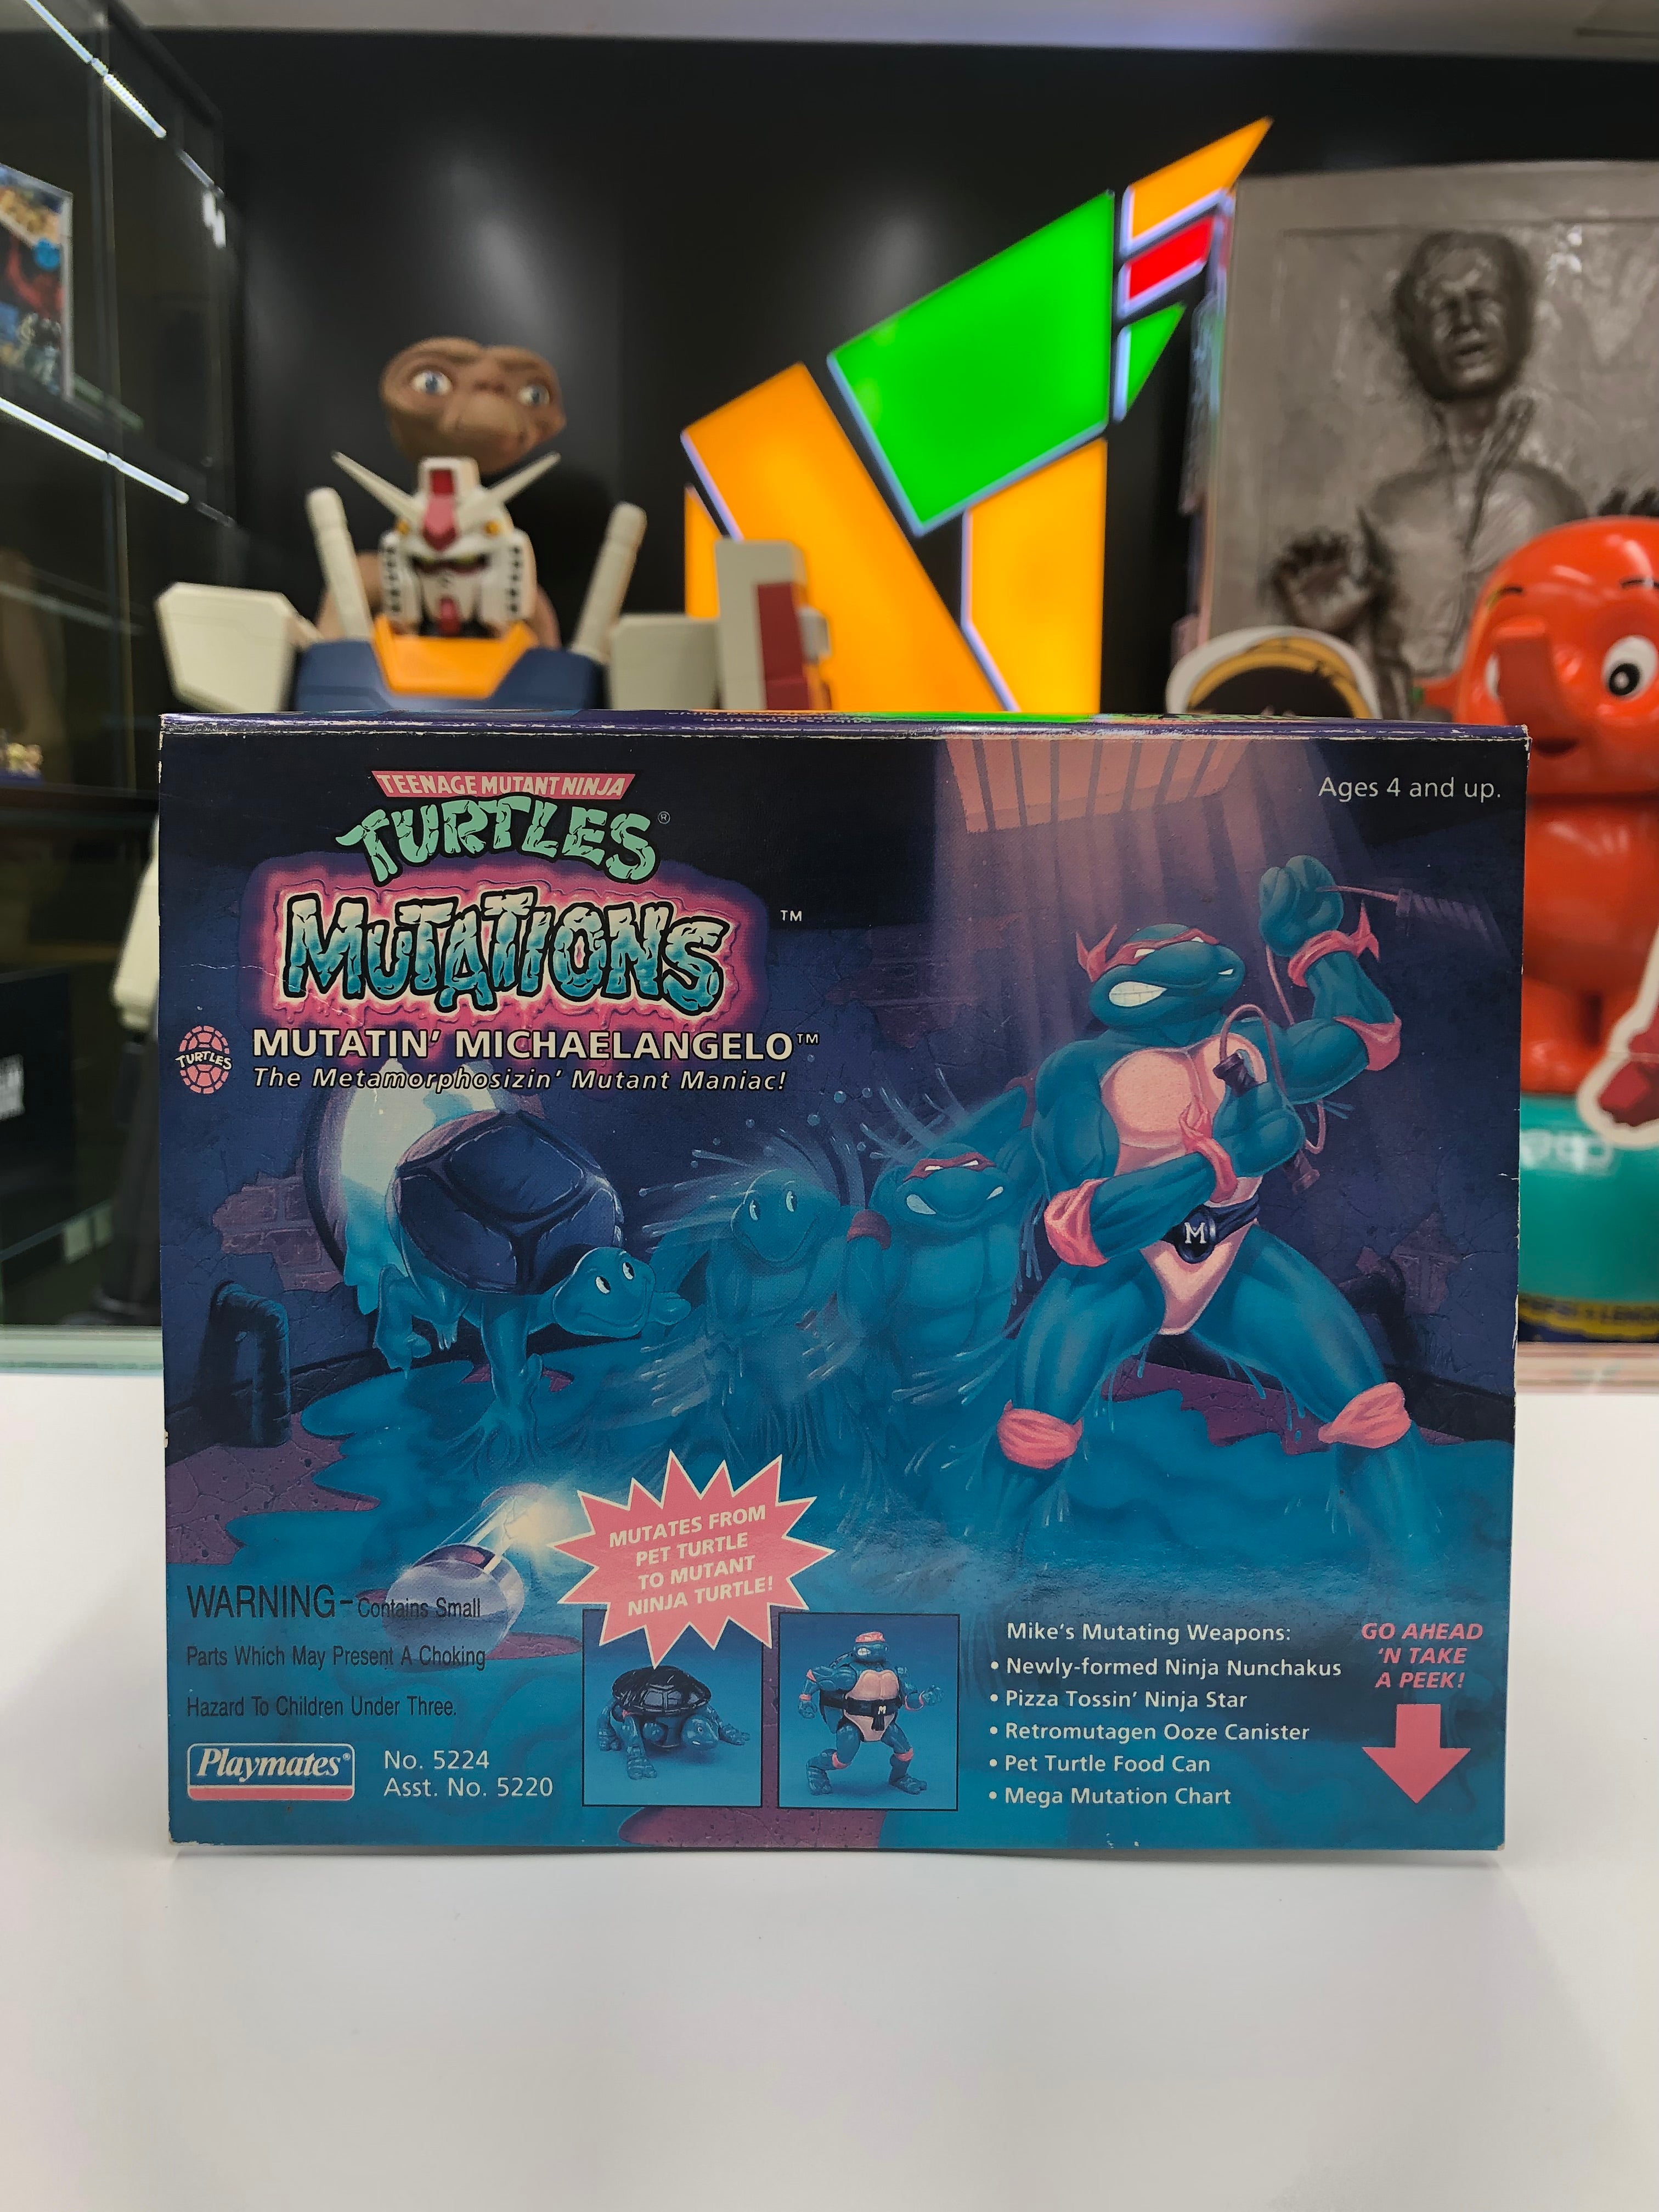 TEENAGE MUTANT NINJA
TURTLES®
MUTATIONS™
TURTLES
MUTATIN' MICHAELANGELO™
The Metamorphosizin' Mutant Maniac!
Ages 4 and up.
M
MUTATES FROM
PET TURTLE
TO MUTANT
NINJA TURTLE!
WARNING-Contains Small
Parts Which May Present A Choking
Hazard To Children Under Three.
Playmates®
No. 5224
Asst. No. 5220
M
Mike's Mutating Weapons:
• Newly-formed Ninja Nunchakus
• Pizza Tossin' Ninja Star
• Retromutagen Ooze Canister
• Pet Turtle Food Can
• Mega Mutation Chart
GO AHEAD
'N TAKE
A PEEK!